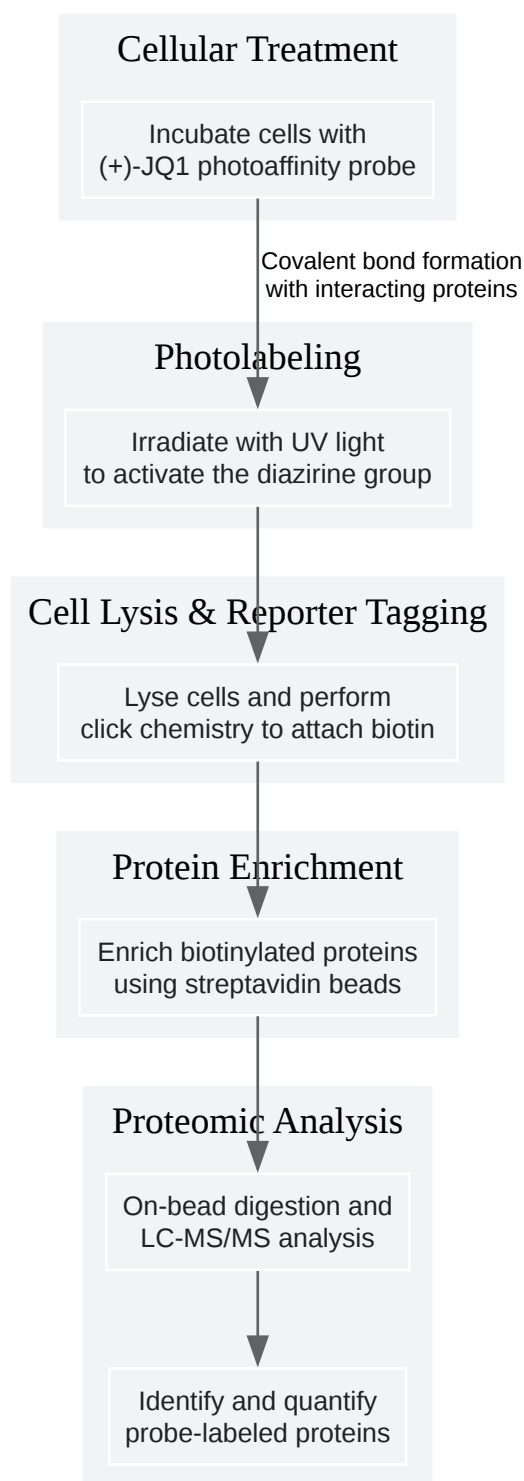 Cellular Treatment
Incubate cells with
(+)-JQ1 photoaffinity probe
Covalent bond formation
with interacting proteins
Photolabeling
Irradiate with UV light
to activate the diazirine group
Cell Lysis & Reporter Tagging
Lyse cells and perform
click chemistry to attach biotin
Protein Enrichment
Enrich biotinylated proteins
using streptavidin beads
Proteomic Analysis
On-bead digestion and
LC-MS/MS analysis
Identify and quantify
probe-labeled proteins